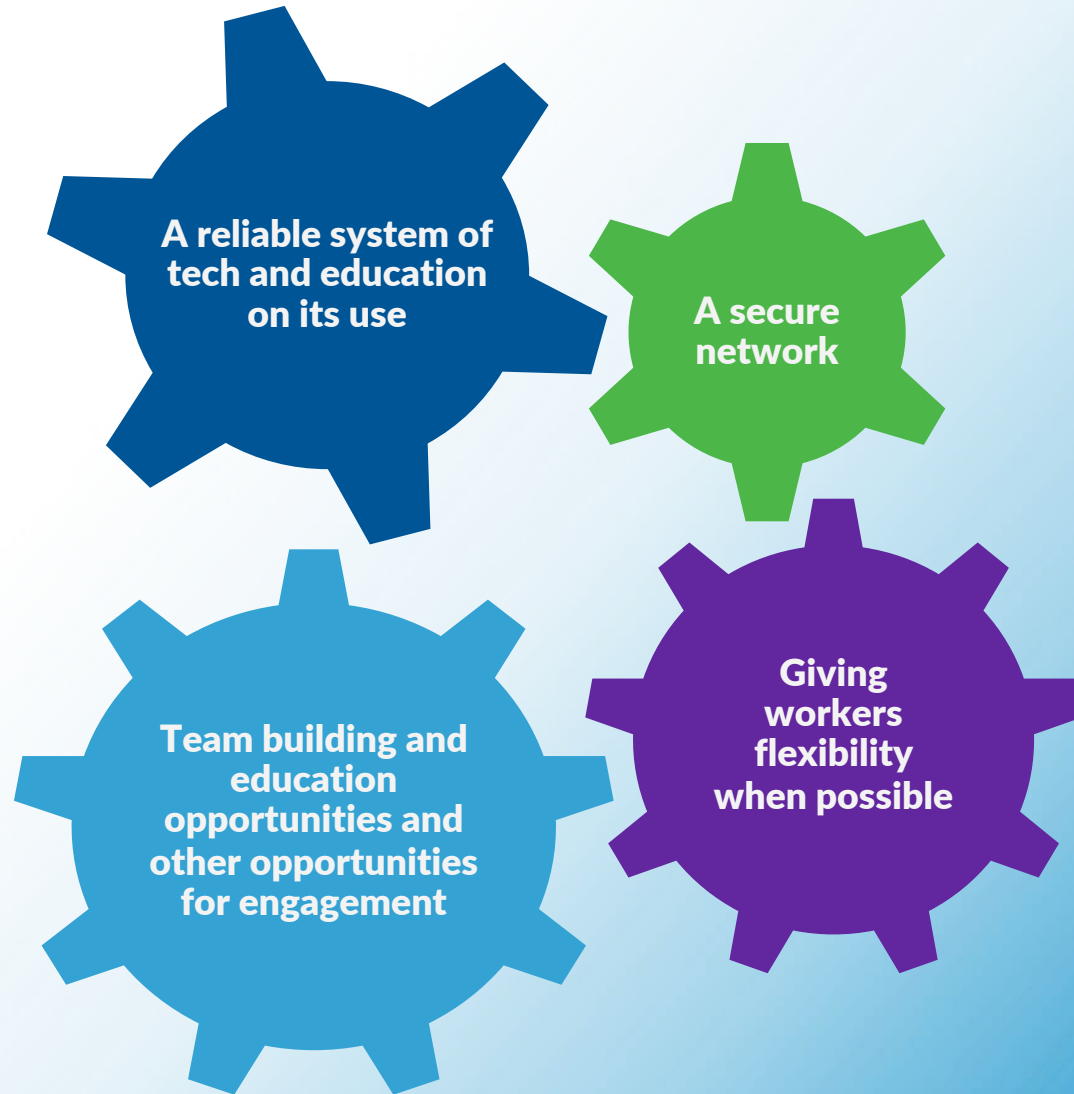 A reliable system of
tech and education
on its use
A secure
network
Team building and
education
opportunities and
other opportunities
for engagement
Giving
workers
flexibility
when possible